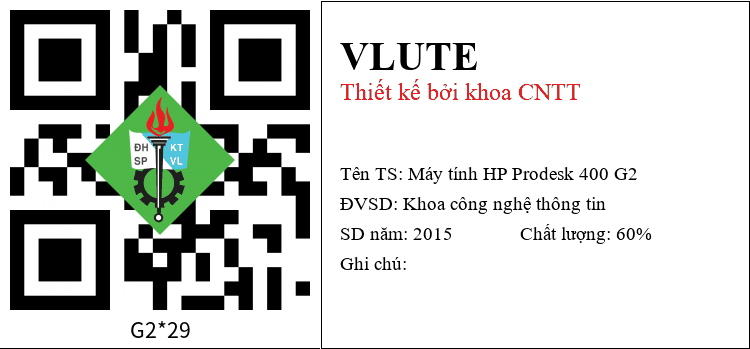 ĐH KT
SP VL
G2*29
VLUTE
Thiết kế bởi khoa CNTT
Tên TS: Máy tính HP Prodesk 400 G2
ĐVSD: Khoa công nghệ thông tin
SD năm: 2015 Chất lượng: 60%
Ghi chú: